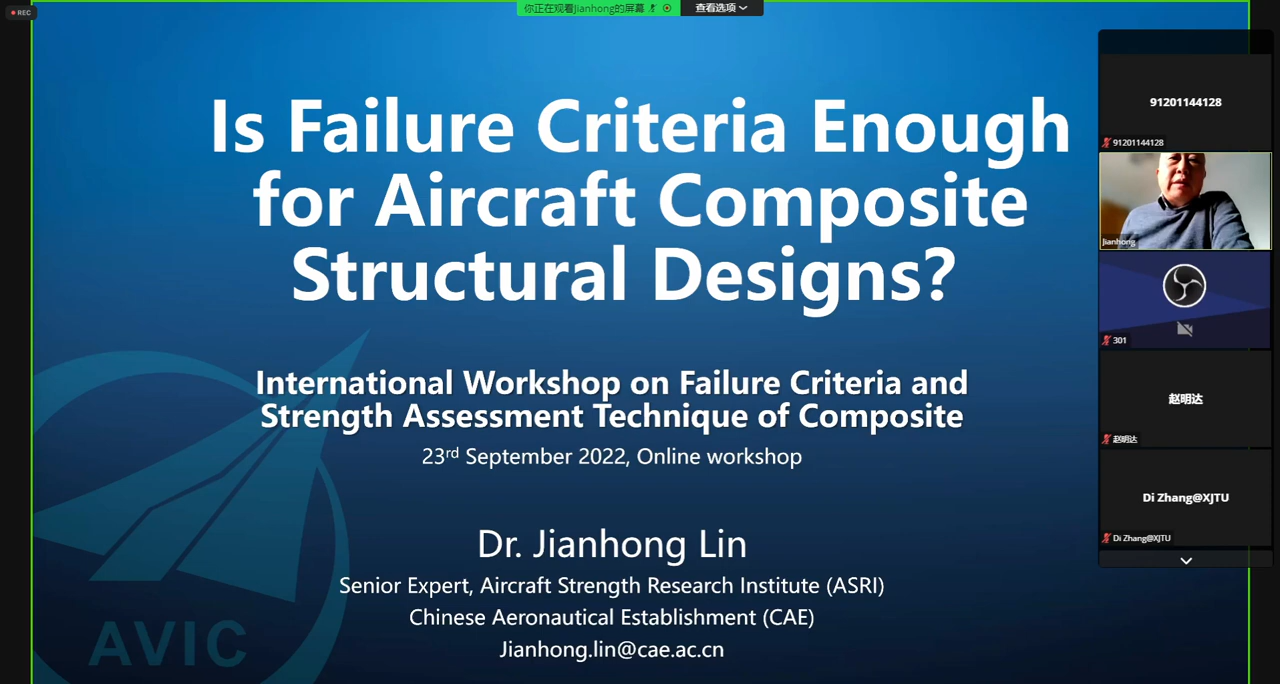 REC
你正在观看Jianhong的屏幕
查看选项
Is Failure Criteria Enough
for Aircraft Composite
Structural Designs?
International Workshop on Failure Criteria and
Strength Assessment Technique of Composite
23rd September 2022, Online workshop
Dr. Jianhong Lin
Senior Expert, Aircraft Strength Research Institute (ASRI)
Chinese Aeronautical Establishment (CAE)
Jianhong.lin@cae.ac.cn
AVIC
91201144128
91201144128
Jianhong
301
赵明达
赵明达
Di Zhang@XJTU
Di Zhang@XJTU